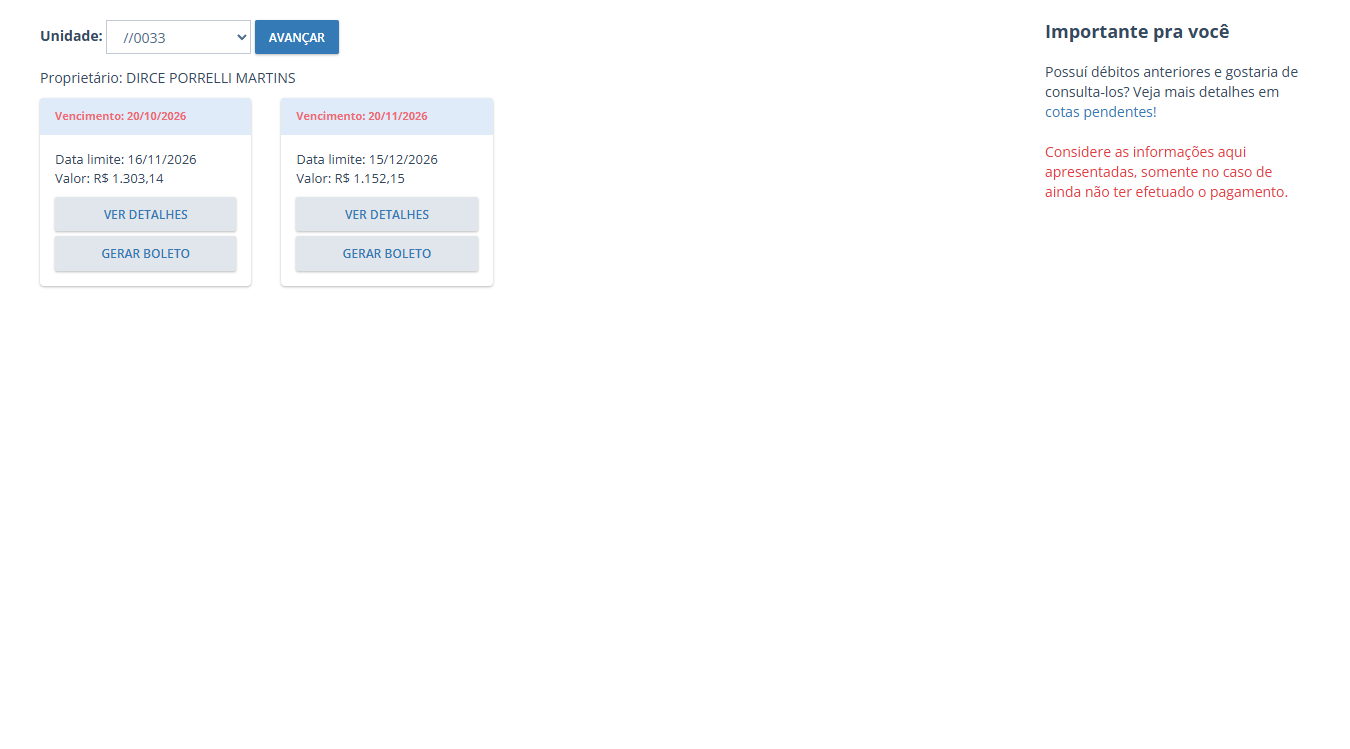 Unidade: //0033 AVANÇAR
Proprietário: DIRCE PORRELLI MARTINS
Vencimento: 20/10/2026
Data limite: 16/11/2026
Valor: R$ 1.303,14
VER DETALHES
GERAR BOLETO
Vencimento: 20/11/2026
Data limite: 15/12/2026
Valor: R$ 1.152,15
VER DETALHES
GERAR BOLETO
Importante pra você
Possuí débitos anteriores e gostaria de
consulta-los? Veja mais detalhes em
cotas pendentes!
Considere as informações aqui
apresentadas, somente no caso de
ainda não ter efetuado o pagamento.